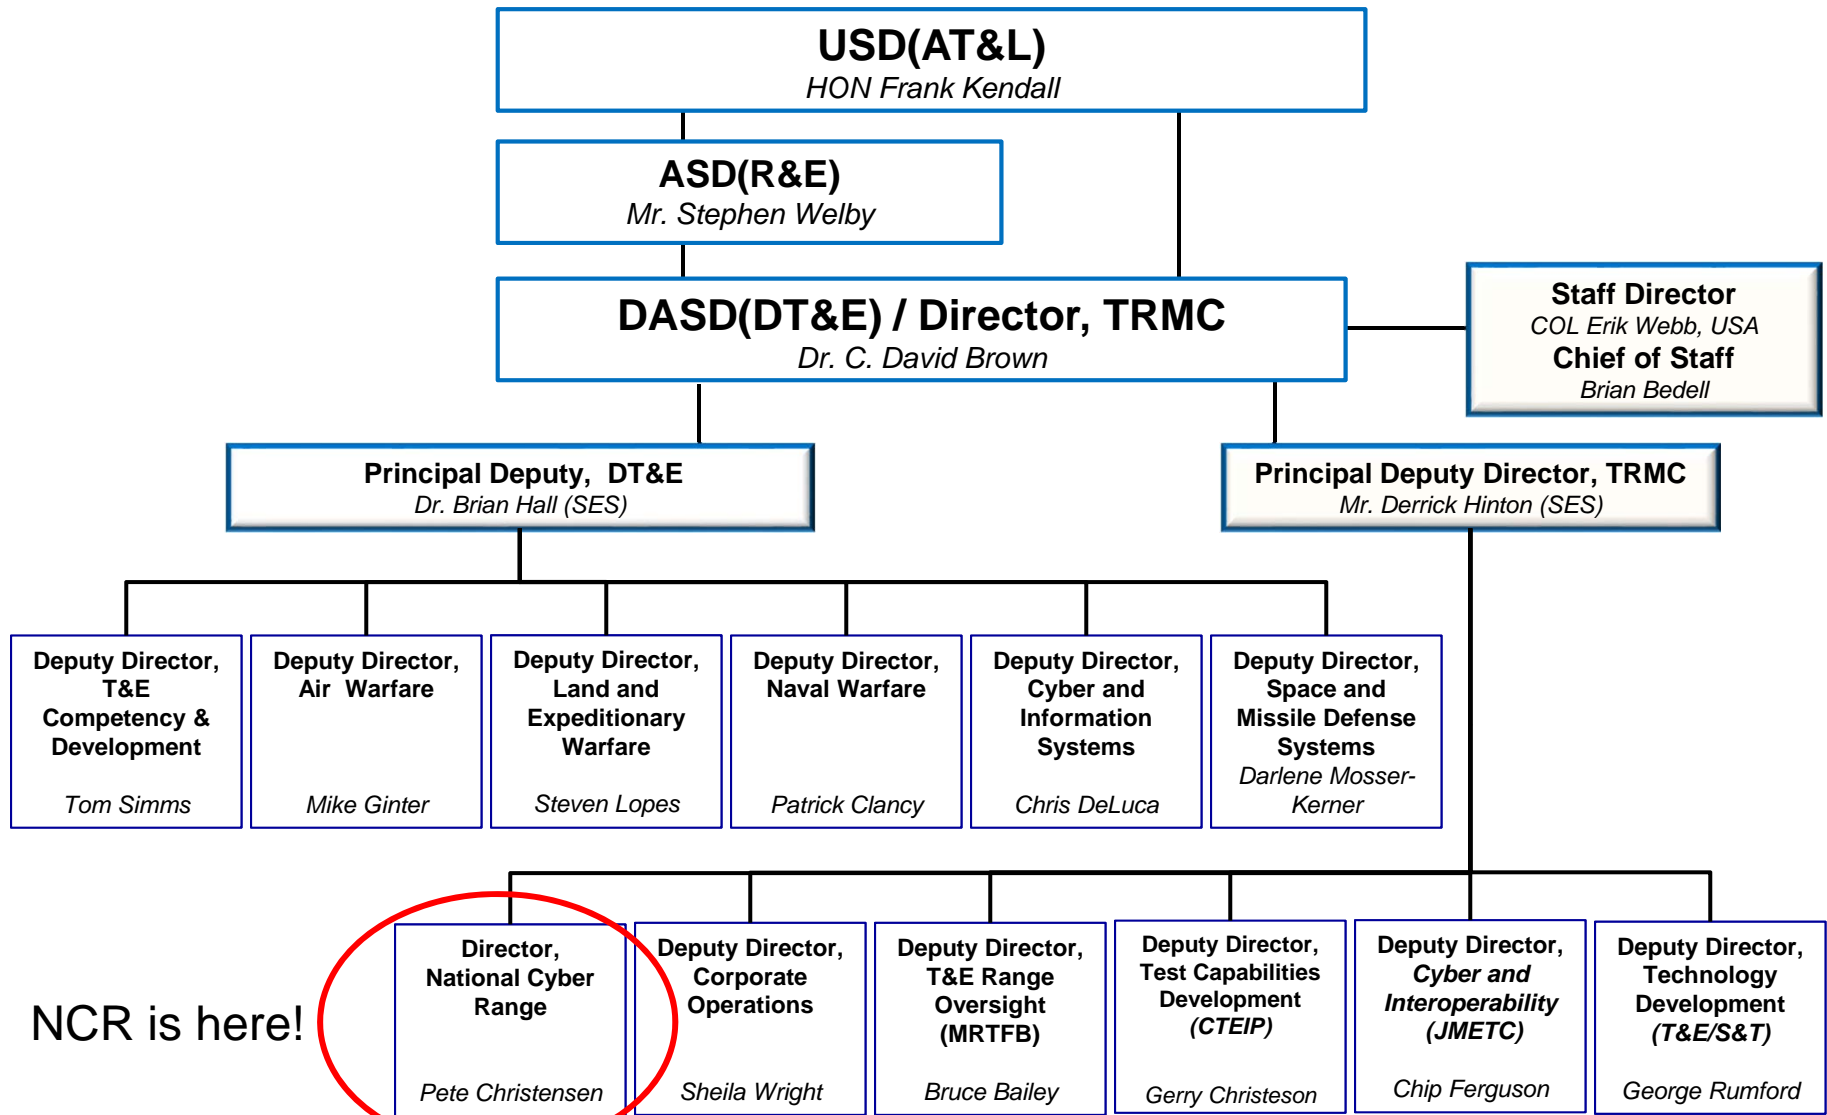 USD(AT&L)
HON Frank Kendall
ASD(R&E)
Mr. Stephen Welby
DASD(DT&E) / Director, TRMC
Dr. C. David Brown
Staff Director
COL Erik Webb, USA
Chief of Staff
Brian Bedell
Principal Deputy, DT&E
Dr. Brian Hall (SES)
Principal Deputy Director, TRMC
Mr. Derrick Hinton (SES)
Deputy Director,
T&E
Competency &
Development
Tom Simms
Deputy Director,
Air Warfare
Mike Ginter
Deputy Director,
Land and
Expeditionary
Warfare
Steven Lopes
Deputy Director,
Naval Warfare
Patrick Clancy
Deputy Director,
Cyber and
Information
Systems
Chris DeLuca
Deputy Director,
Space and
Missile Defense
Systems
Darlene Mosser-
Kerner
NCR is here!
Director,
National Cyber
Range
Pete Christensen
Deputy Director,
Corporate
Operations
Sheila Wright
Deputy Director,
T&E Range
Oversight
(MRTFB)
Bruce Bailey
Deputy Director,
Test Capabilities
Development
(CTEIP)
Gerry Christeson
Deputy Director,
Cyber and
Interoperability
(JMETC)
Chip Ferguson
Deputy Director,
Technology
Development
(T&E/S&T)
George Rumford